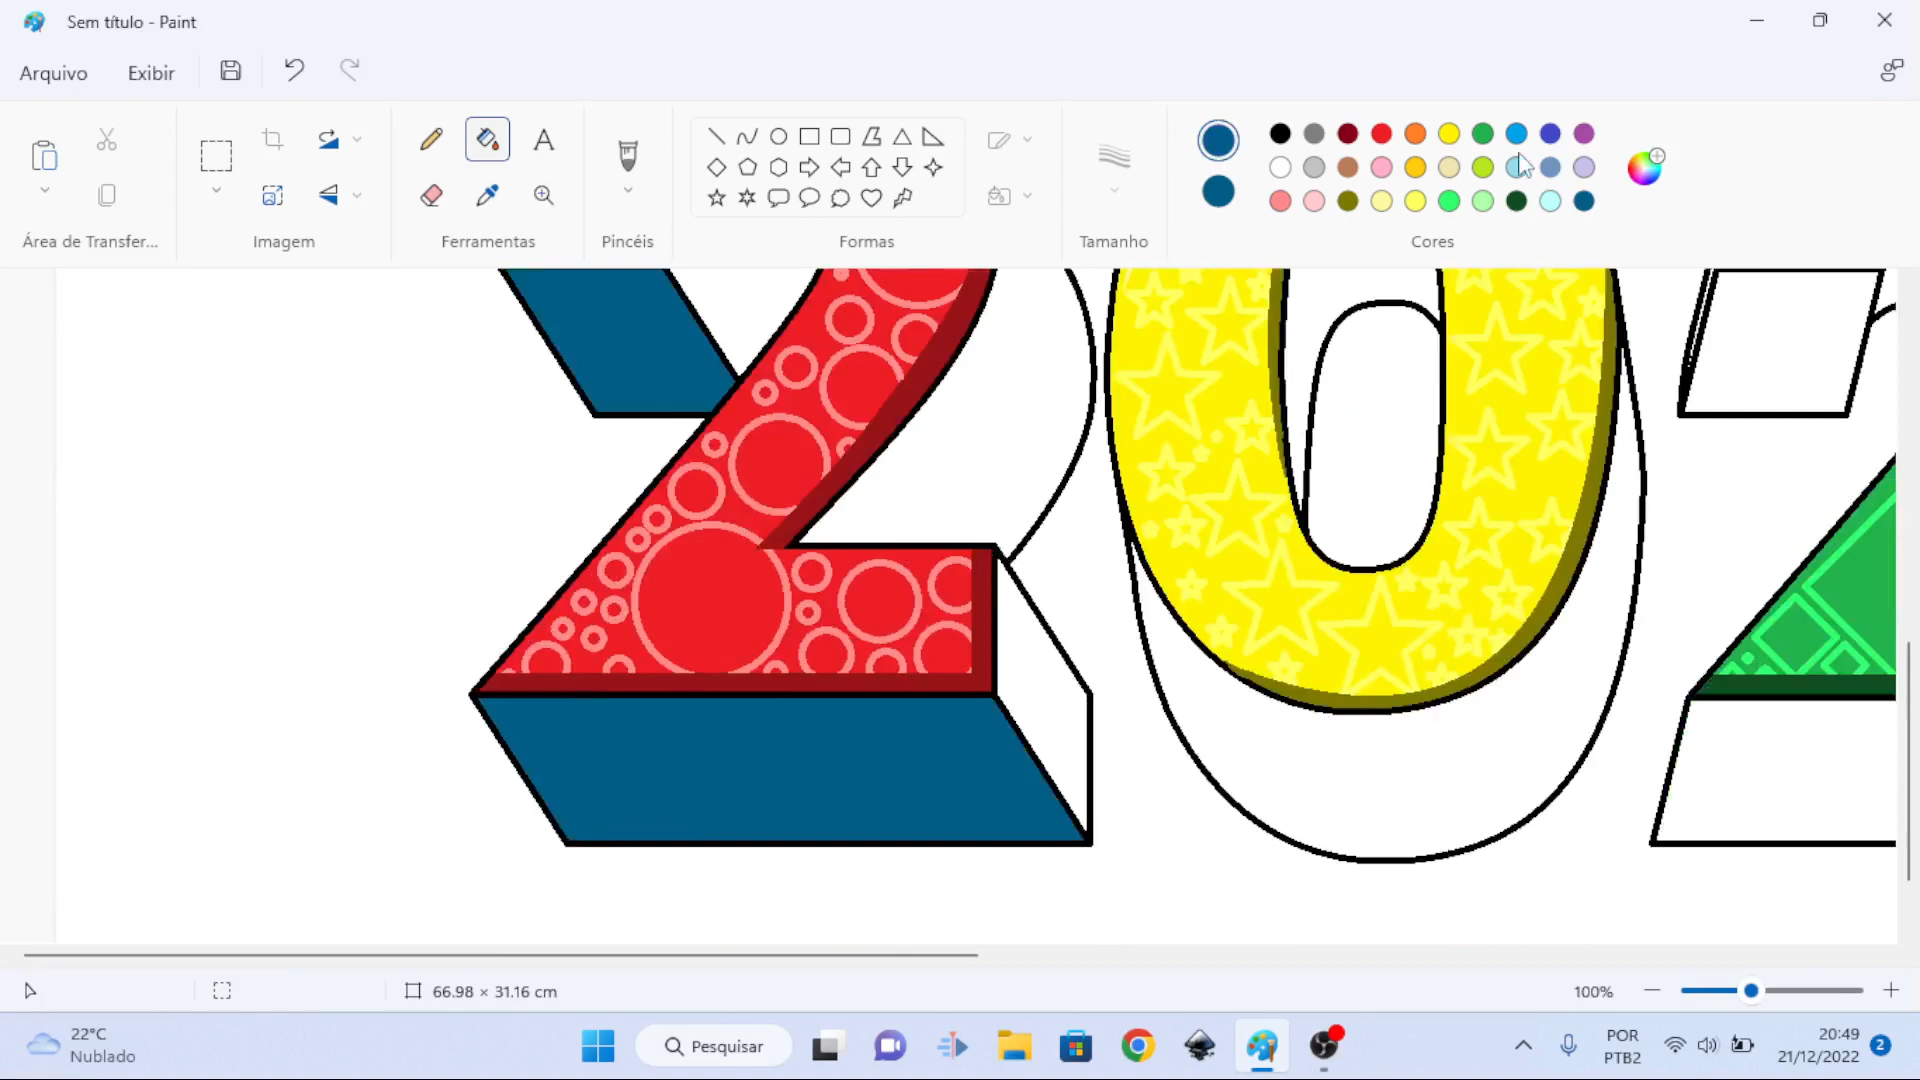 Sem título - Paint
Arquivo Exibir
Área de Transfer... Imagem Ferramentas Pincéis Formas Tamanho Cores
20
66.98 × 31.16 cm 100%
22°C
Nublado
Pesquisar
POR
PTB2
20:49
21/12/2022
2